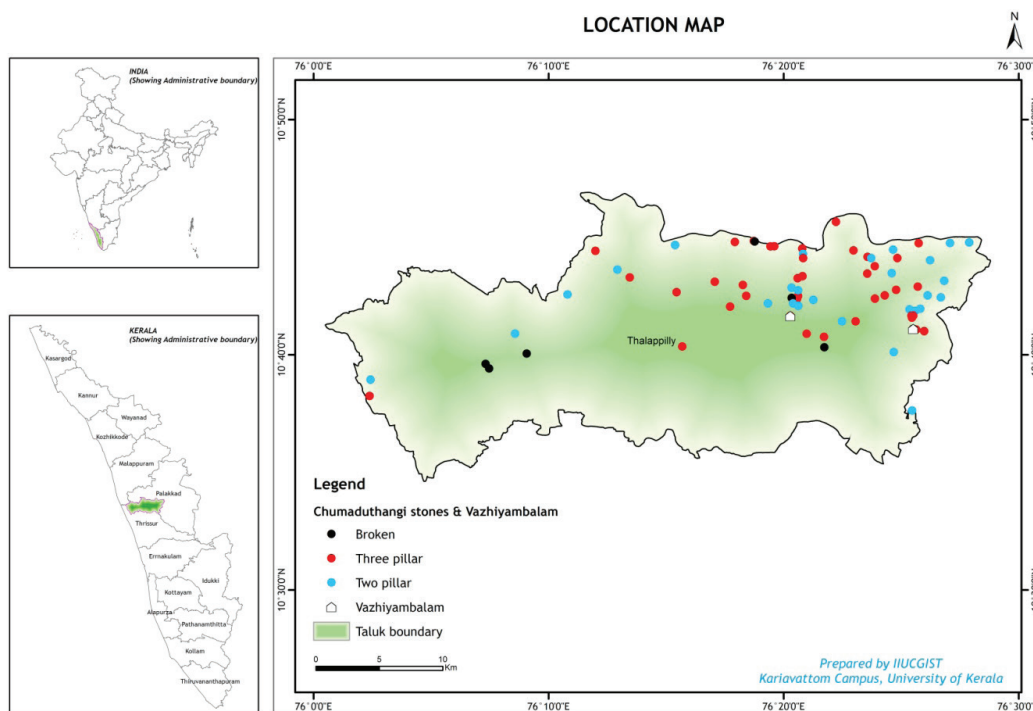 LOCATION MAP
N
INDIA
(Showing Administrative boundary)
KERALA
(Showing Administrative boundary)
Kasargod
Kannur
Wayanad
Kozhikkode
Malappuram
Palakkad
Thrissur
Errnakulam
Idukki
Kottayam
Alappuza
Pathanamthitta
Kollam
Thiruvananthapuram
76°0'0"E
76°10'0"E
76°20'0"E
76°30'0"E
10°50'0"N
10°40'0"N
10°30'0"N
Thalappilly
Legend
Chumaduthangi stones & Vazhiyambalam
Broken
Three pillar
Two pillar
Vazhiyambalam
Taluk boundary
0 5 10
Km
Prepared by IIUCGIST
Kariavattom Campus, University of Kerala